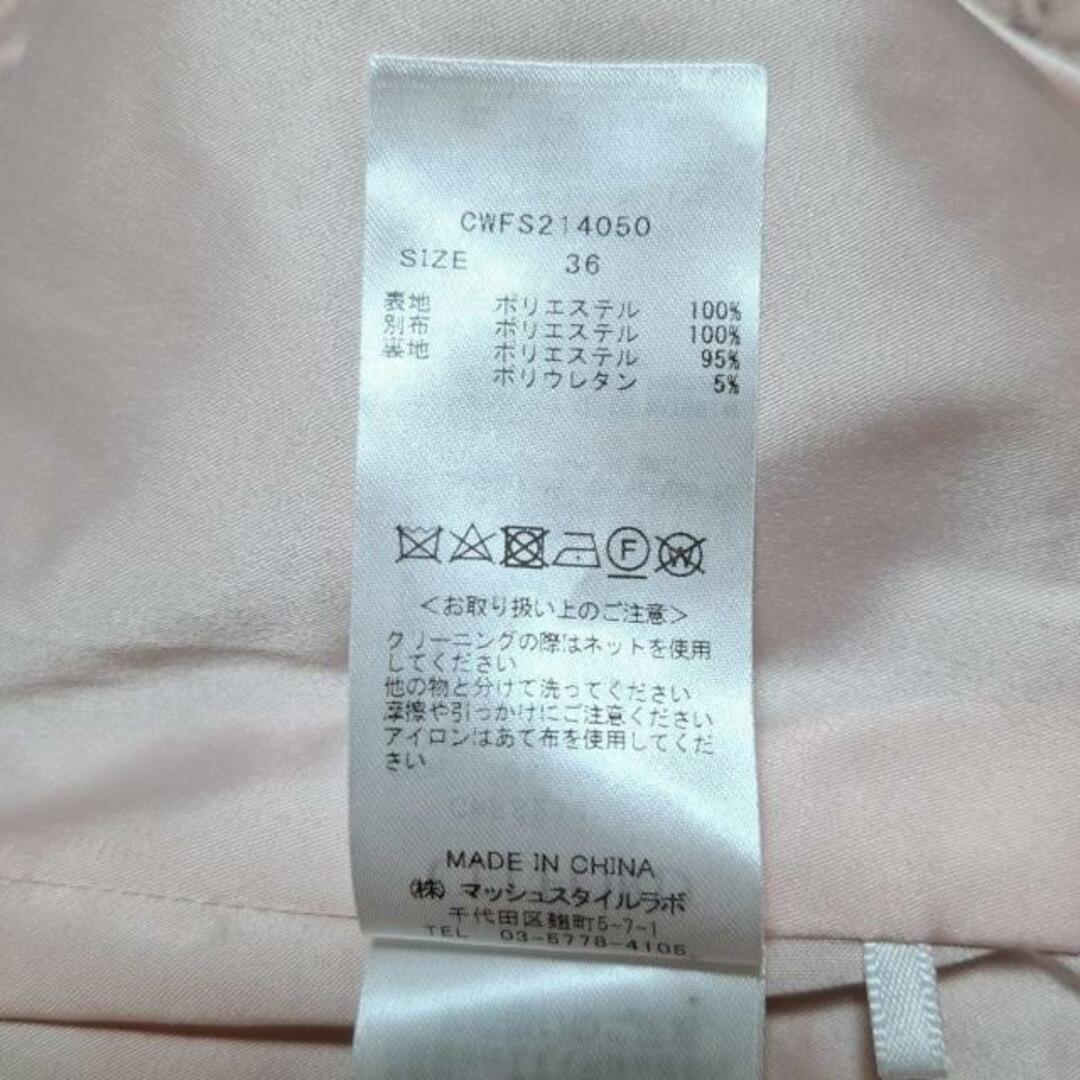 CWFS214050
SIZE 36
表地 ポリエステル 100%
別布 ポリエステル 100%
裏地 ポリエステル 95%
ポリウレタン 5%
F
W
<お取り扱い上のご注意>
クリーニングの際はネットを使用
してください
他の物と分けて洗ってください
摩擦や引っかけにご注意ください
アイロンはあて布を使用してくだ
さい
MADE IN CHINA
(株) マッシュスタイルラボ
千代田区麹町5-7-1
TEL 03-5778-4105